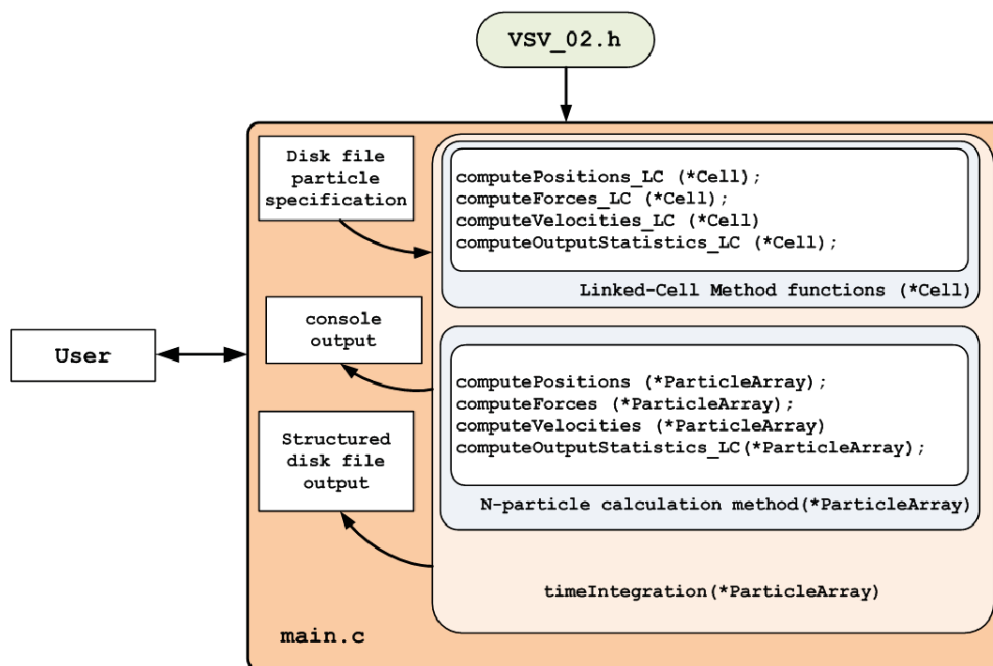 VSV_02.h
Disk file
particle
specification
computePositions_LC (*Cell);
computeForces_LC (*Cell);
computeVelocities_LC (*Cell)
computeOutputStatistics_LC (*Cell);
Linked-Cell Method functions (*Cell)
console
output
User
computePositions (*ParticleArray);
computeForces (*ParticleArray);
computeVelocities (*ParticleArray)
computeOutputStatistics_LC(*ParticleArray);
Structured
disk file
output
N-particle calculation method(*ParticleArray)
timeIntegration(*ParticleArray)
main.c